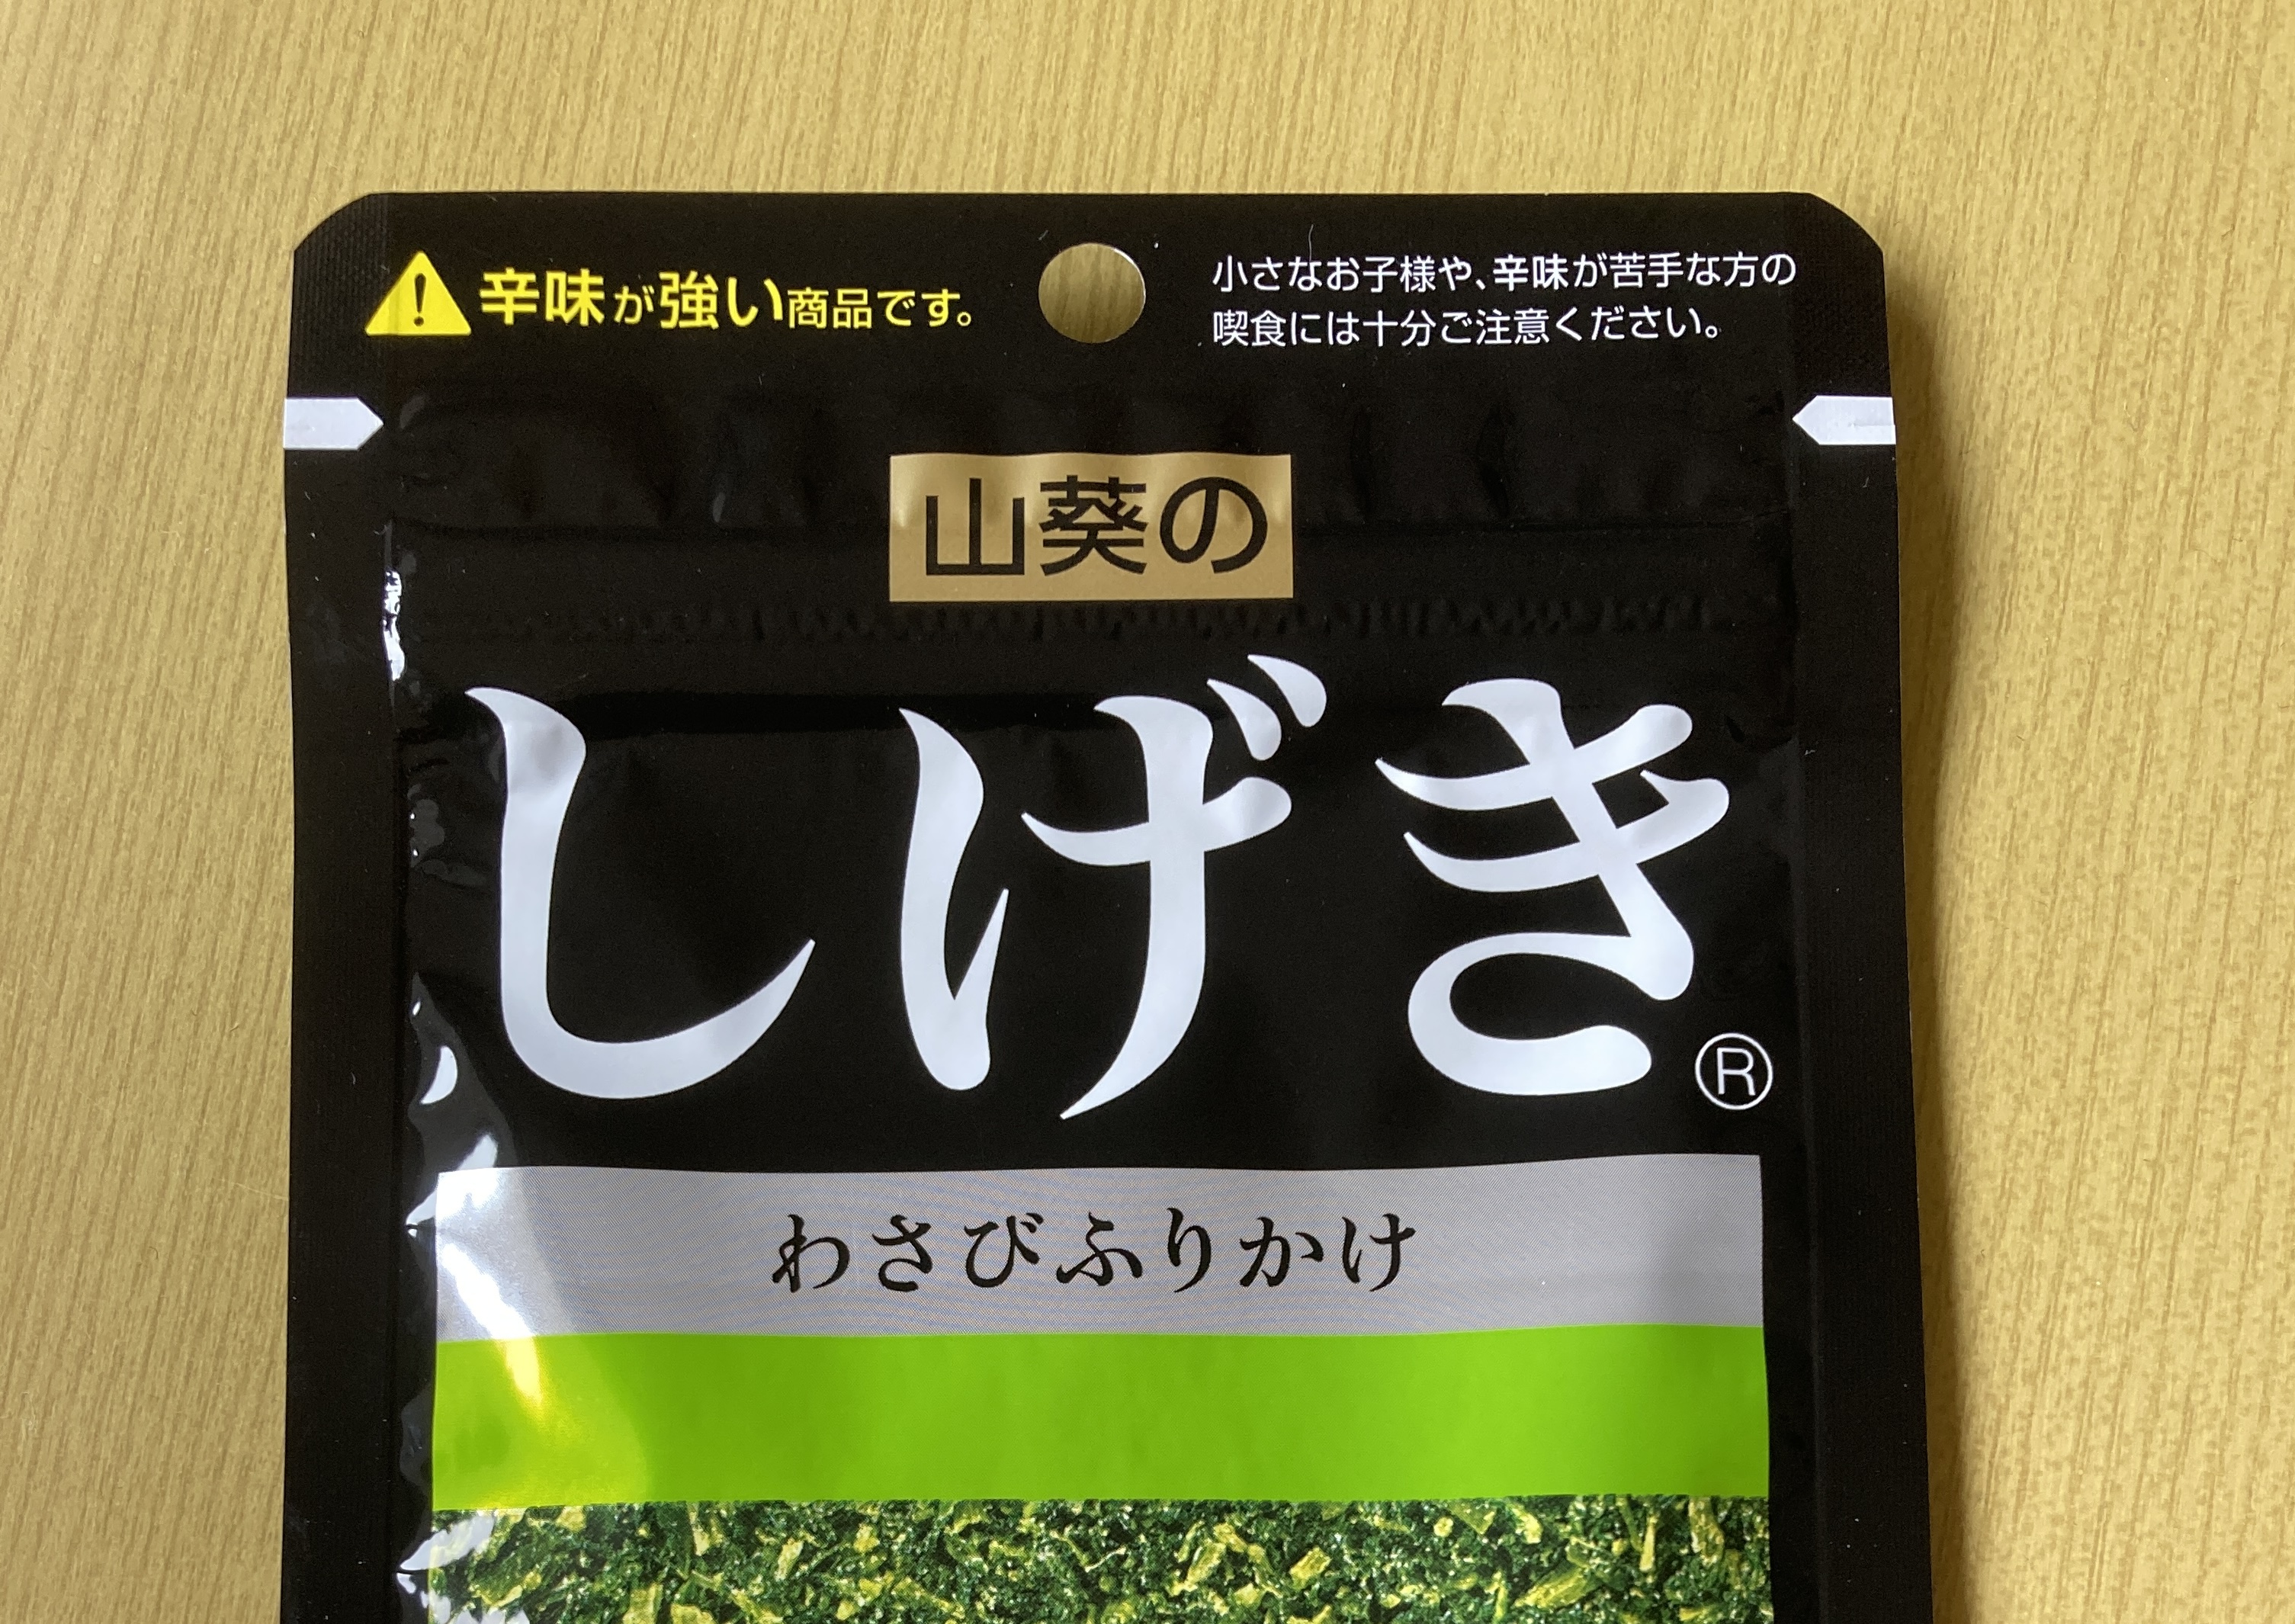 辛味が強い商品です。
小さなお子様や、辛味が苦手な方の
喫食には十分ご注意ください。
山葵の
しげき®
わさびふりかけ